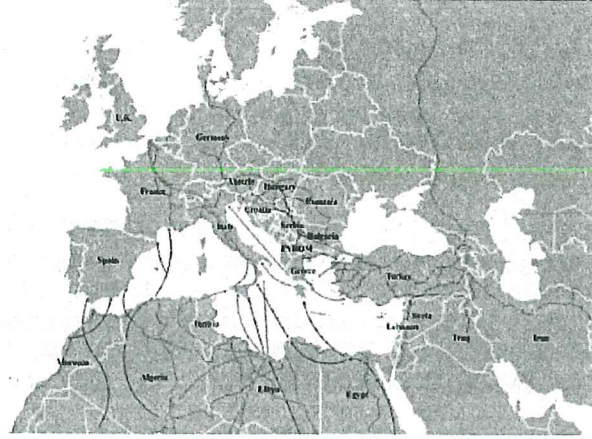 U.K.
Germany
France
Austria
Hungary
Romania
Croatia
Serbia
Italy
Bulgaria
FYROM
Spain
Greece
Turkey
Tunisia
Syria
Lebanon
Iraq
Iran
Morocco
Algeria
Libya
Egypt